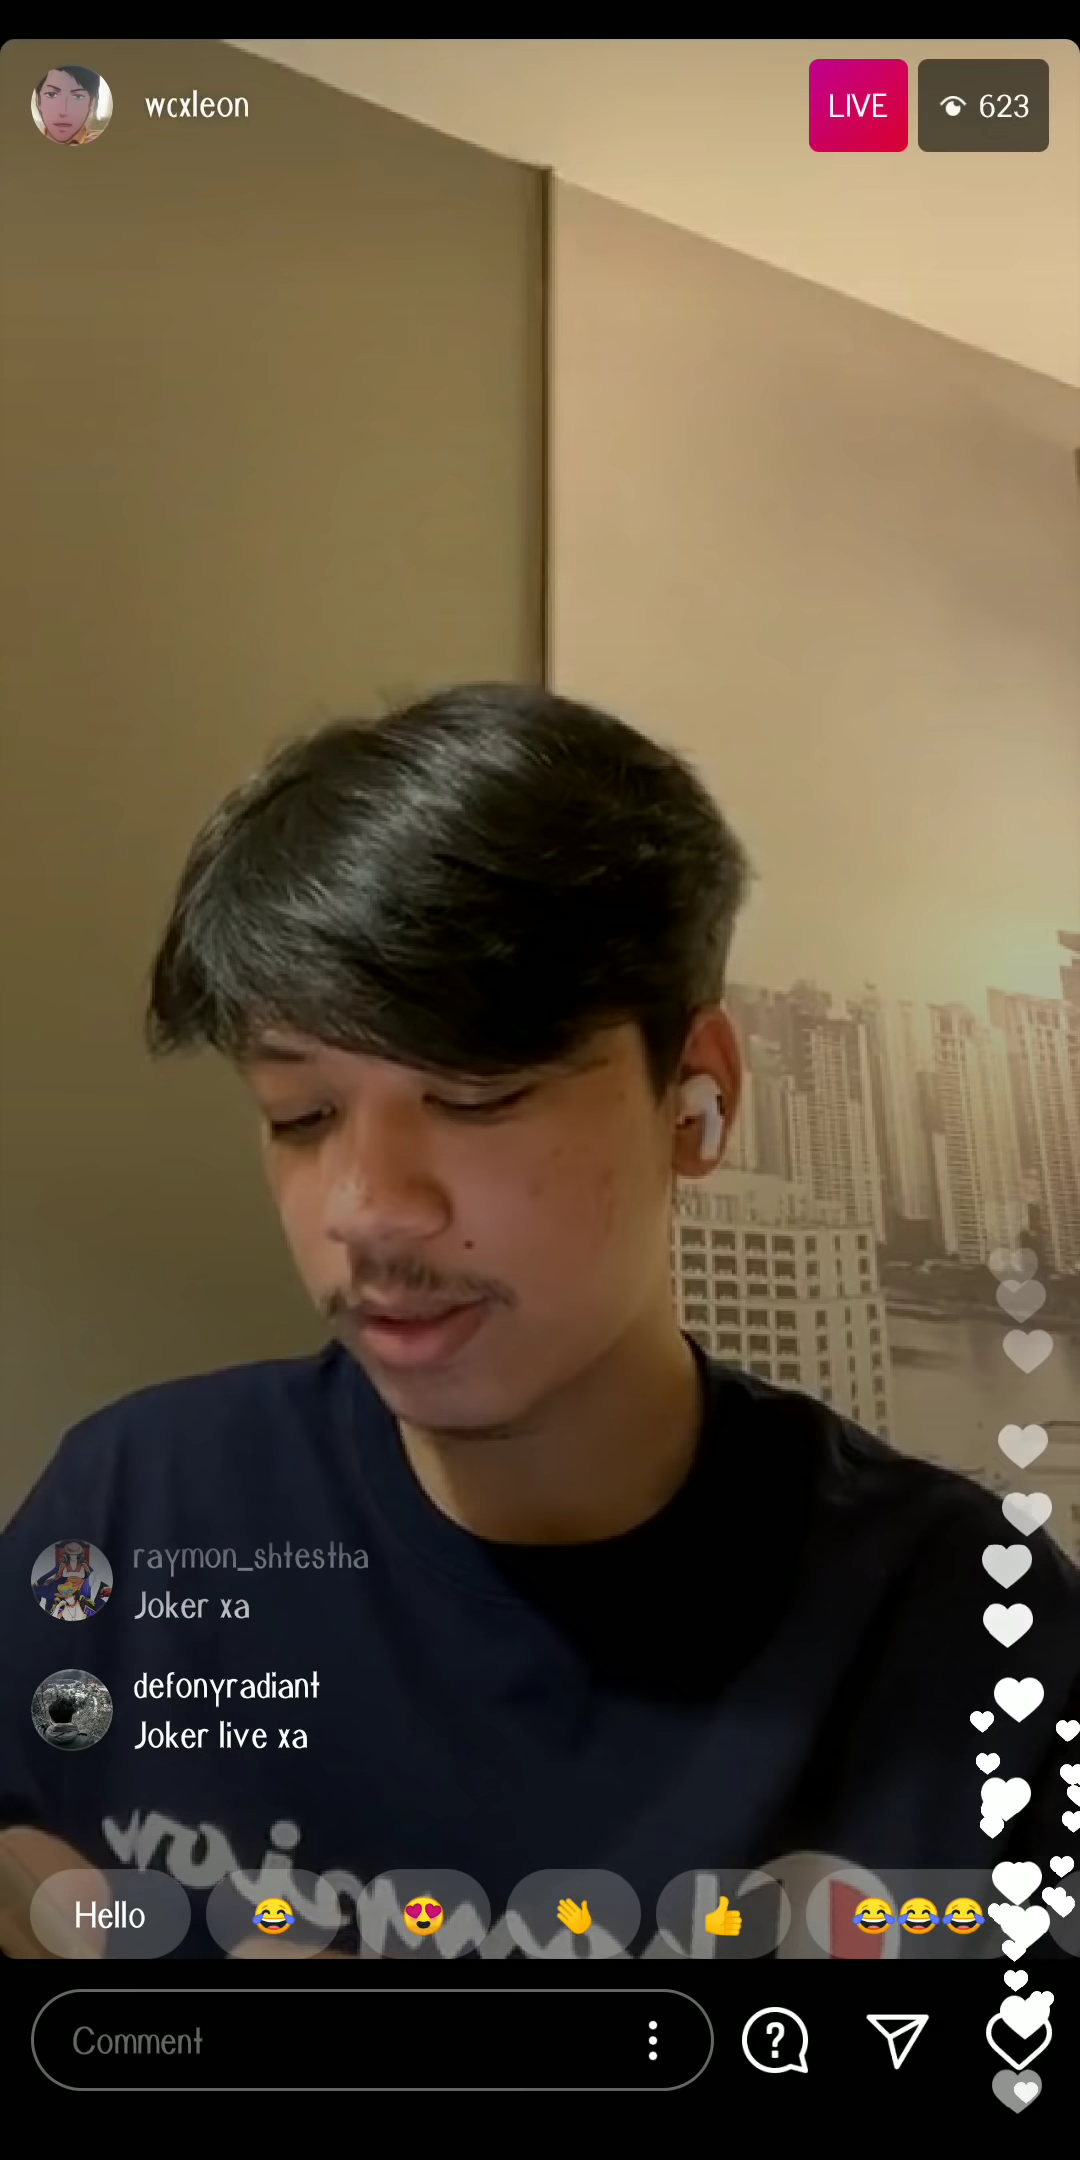 wcxleon
LIVE
623
raymon_shtestha
Joker xa
defonyradiant
Joker live xa
Hello
Comment